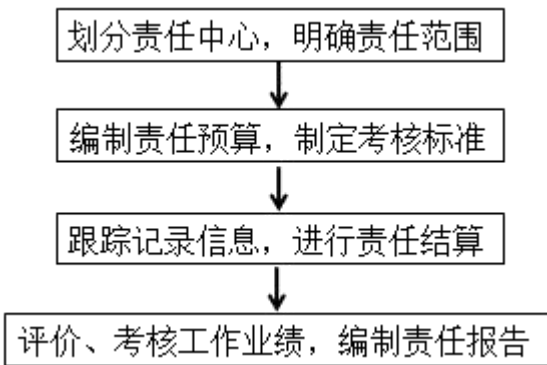 划分责任中心，明确责任范围
编制责任预算，制定考核标准
跟踪记录信息，进行责任结算
评价、考核工作业绩，编制责任报告